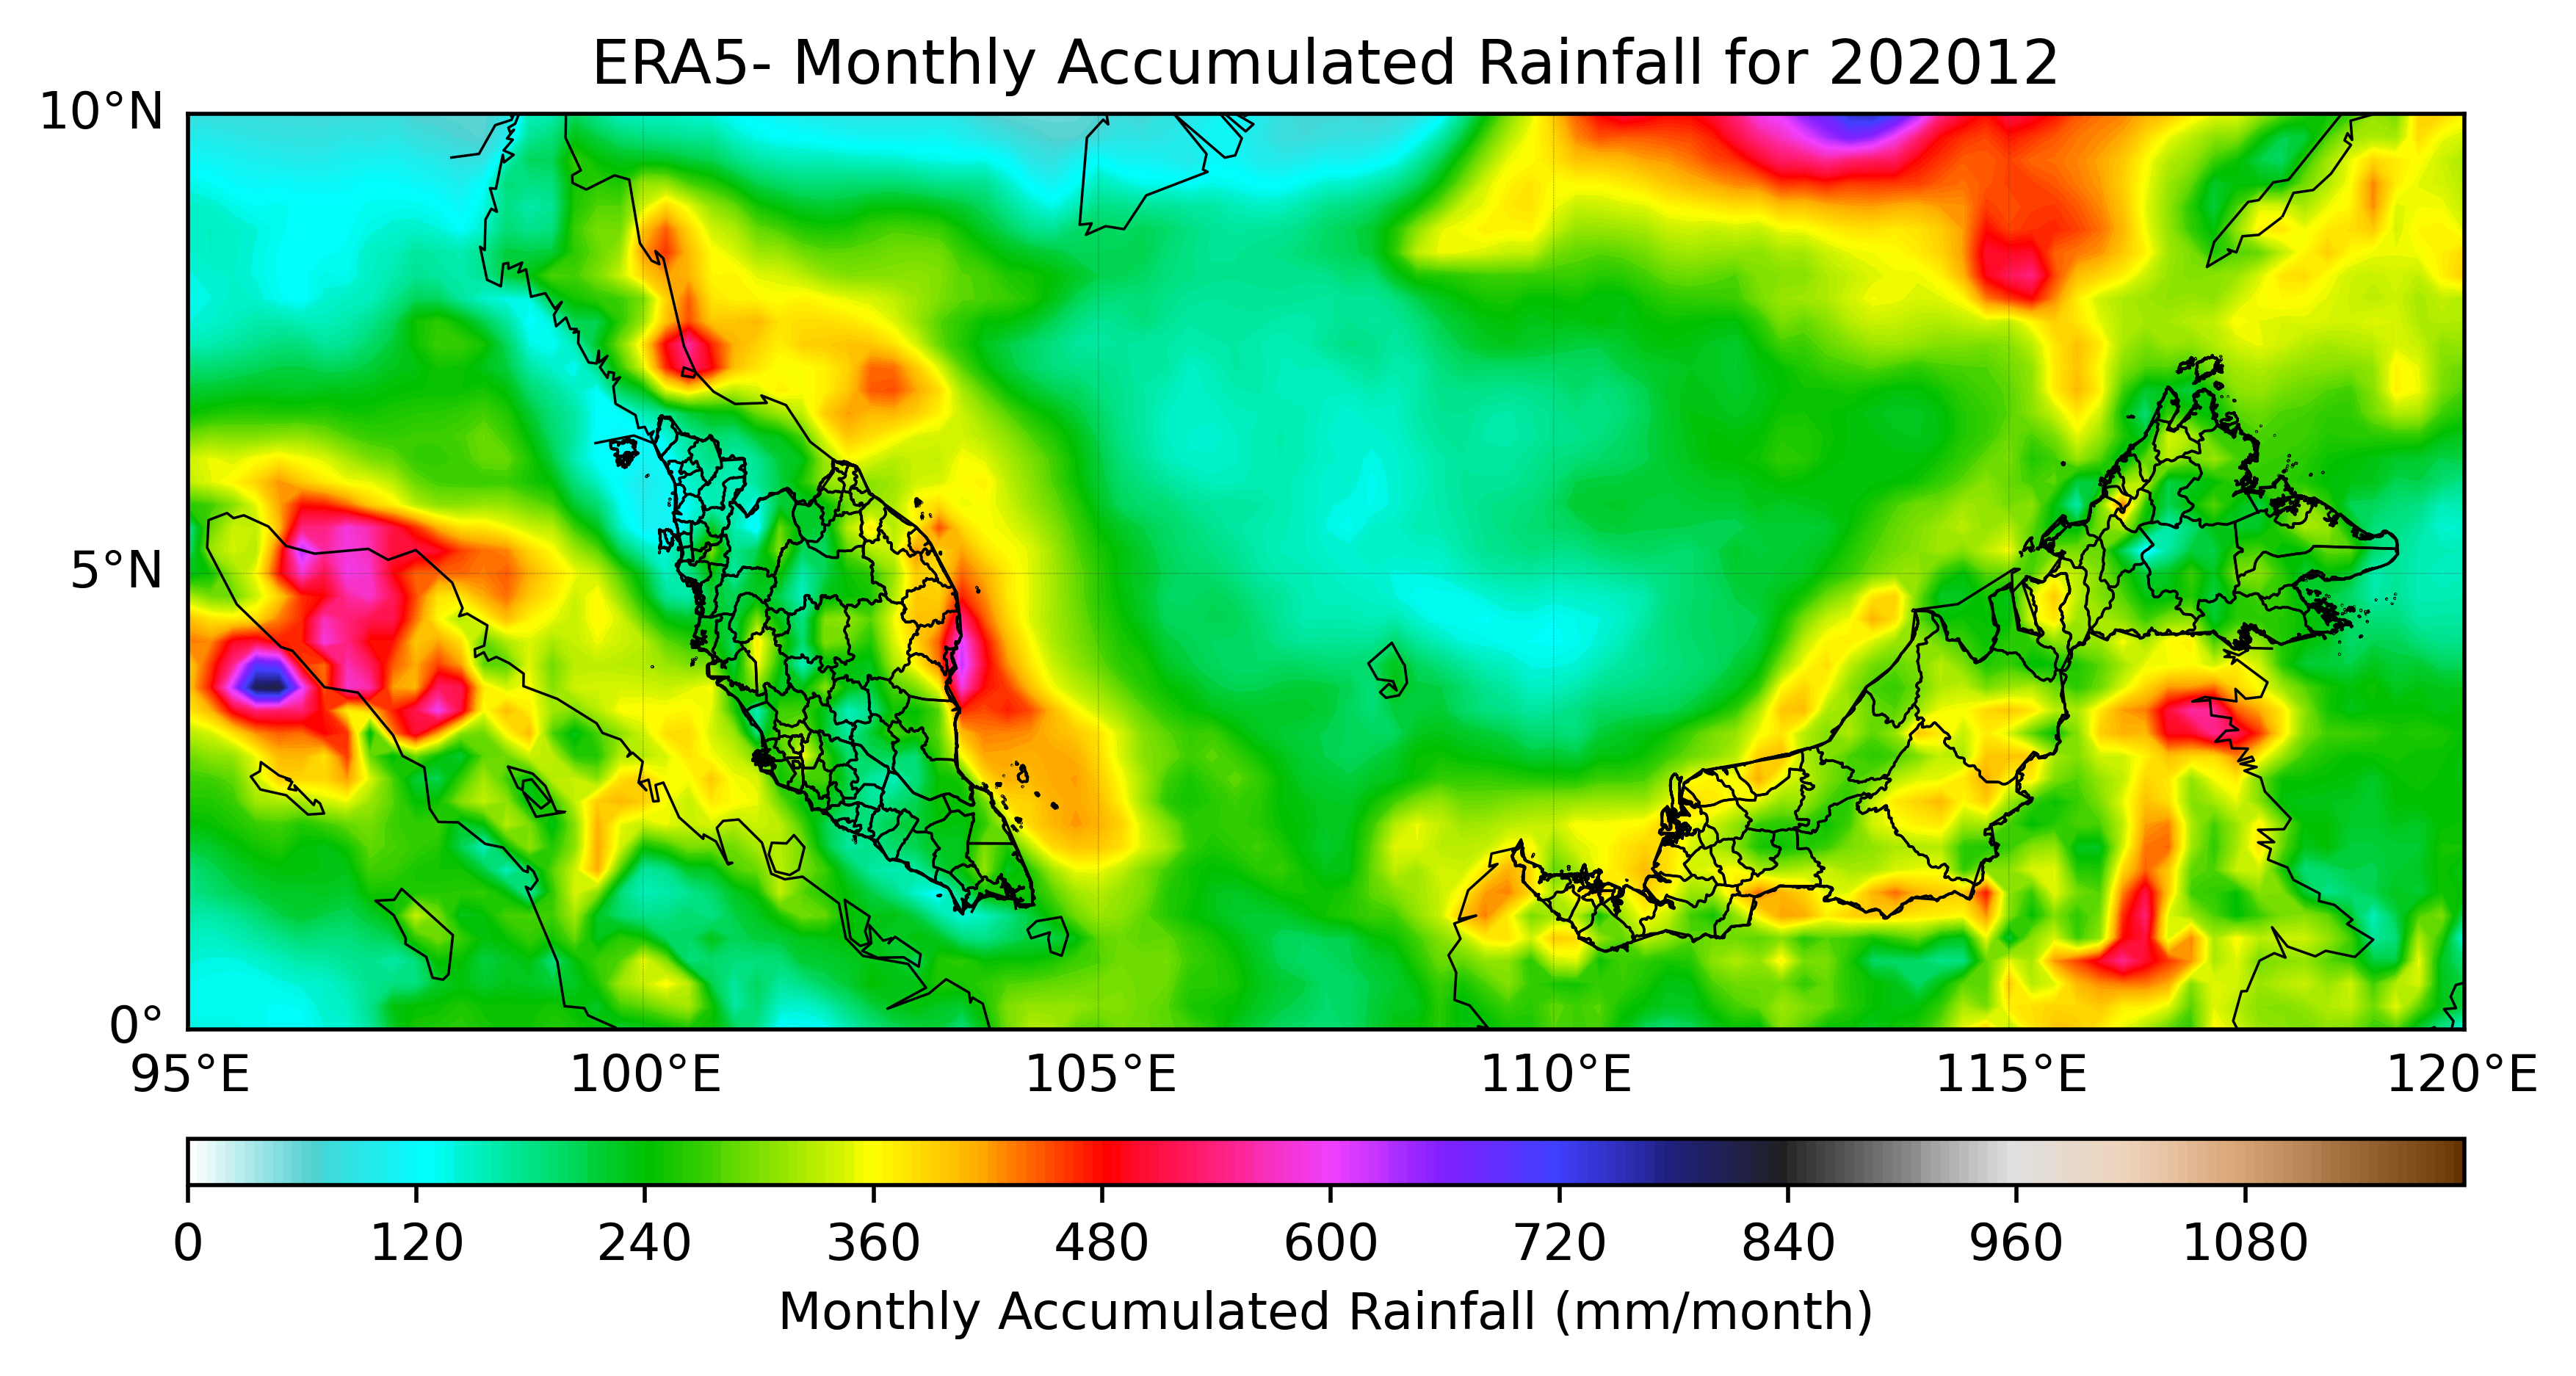 ERA5- Monthly Accumulated Rainfall for 202012
10°N
5°N
0°
95°E 100°E 105°E 110°E 115°E 120°E
0 120 240 360 480 600 720 840 960 1080
Monthly Accumulated Rainfall (mm/month)